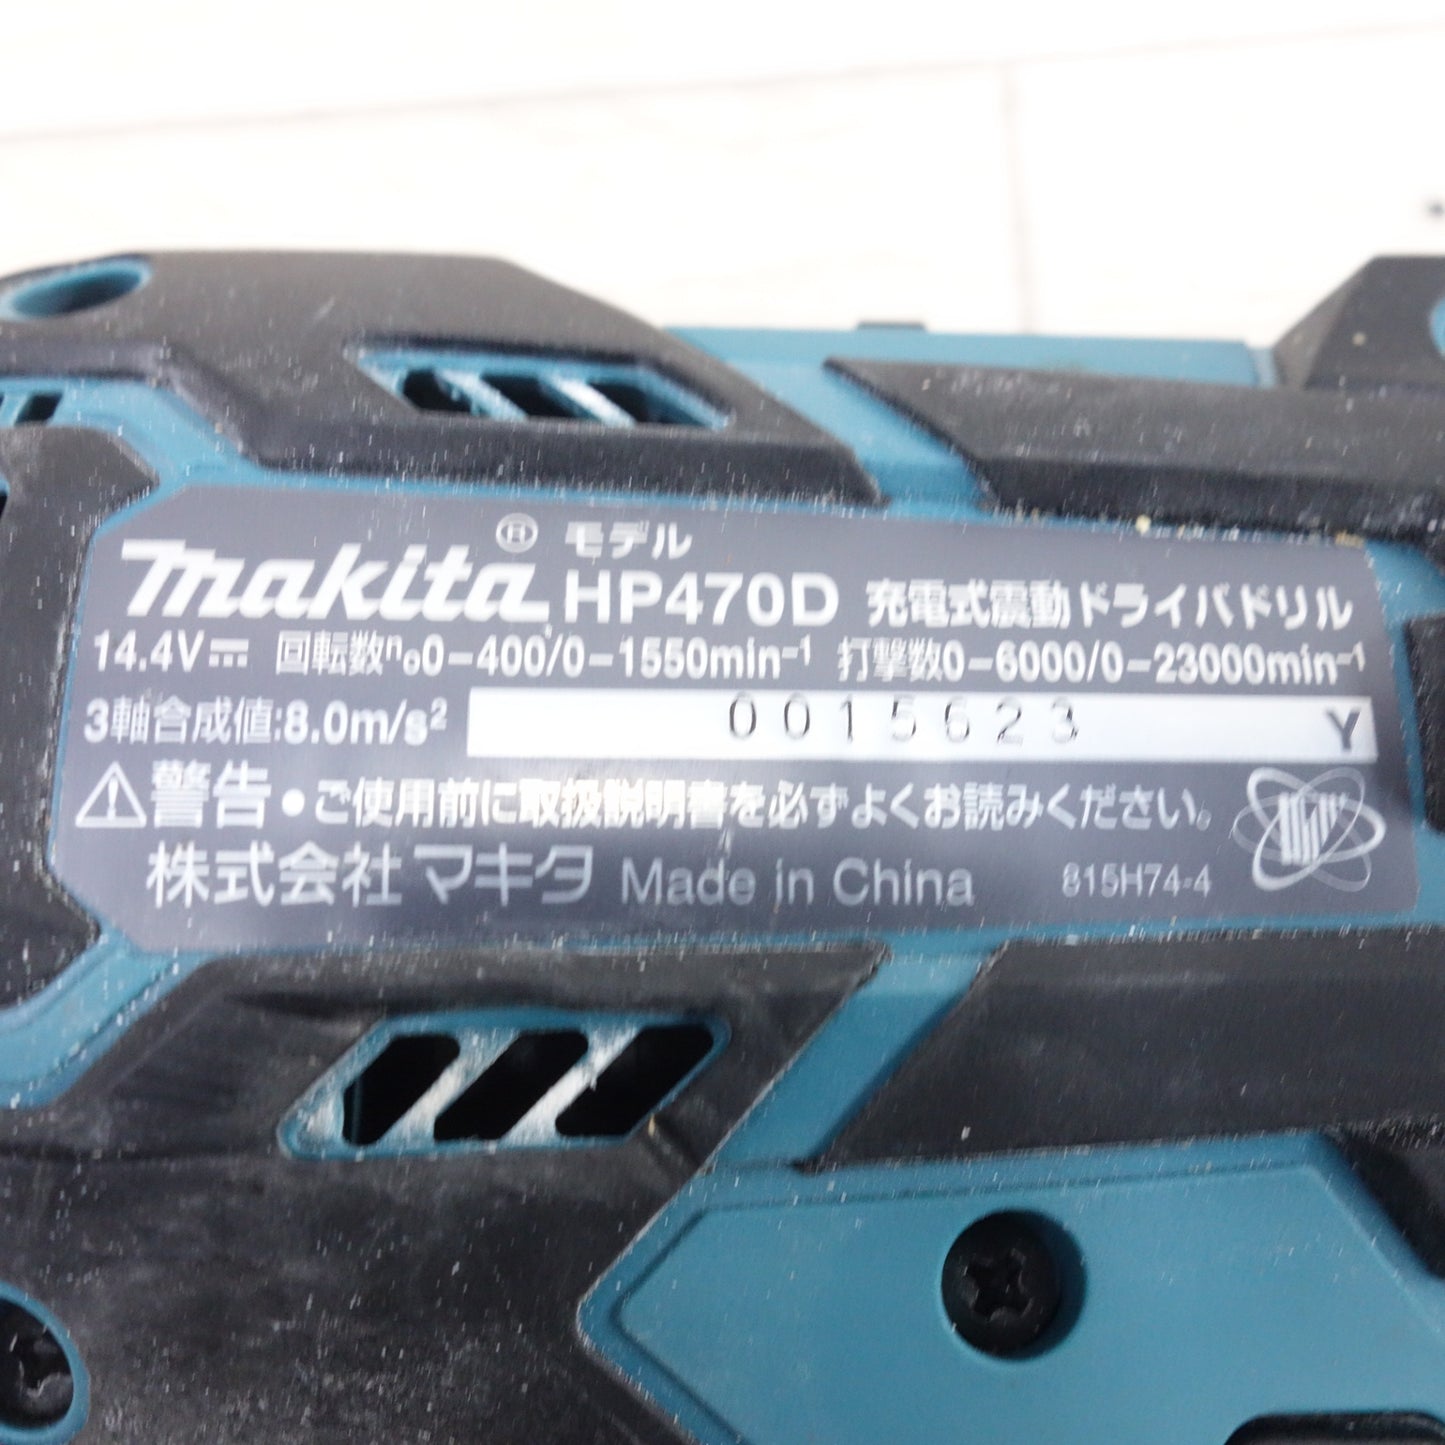 makita® モデル HP470D 充電式震動ドライバドリル
14.4V⎓ 回転数n₀0-400/0-1550min⁻¹ 打撃数0-6000/0-23000min⁻¹
3軸合成値:8.0m/s² 0015623 Y
⚠警告 ●ご使用前に取扱説明書を必ずよくお読みください。
株式会社マキタ Made in China 815H74-4